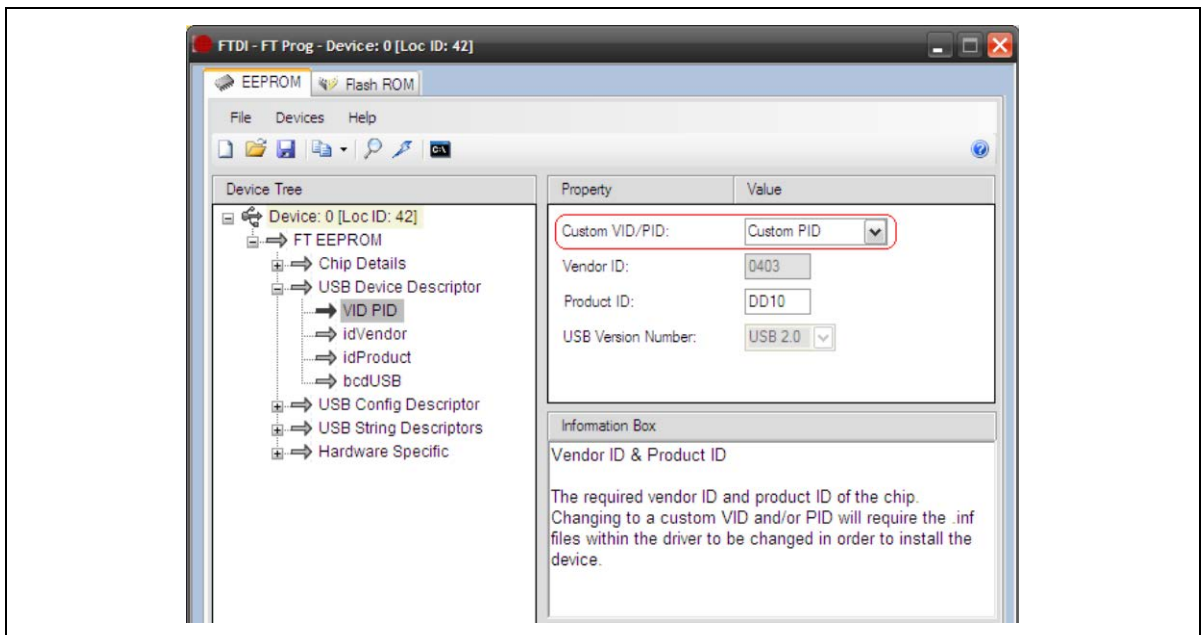 FTDI - FT Prog - Device: 0 [Loc ID: 42]
EEPROM Flash ROM
File Devices Help
C:\
Device Tree
Device: 0 [Loc ID: 42]
FT EEPROM
Chip Details
USB Device Descriptor
VID PID
idVendor
idProduct
bcdUSB
USB Config Descriptor
USB String Descriptors
Hardware Specific
Property Value
Custom VID/PID: Custom PID
Vendor ID: 0403
Product ID: DD10
USB Version Number: USB 2.0
Information Box
Vendor ID & Product ID
The required vendor ID and product ID of the chip.
Changing to a custom VID and/or PID will require the .inf
files within the driver to be changed in order to install the
device.